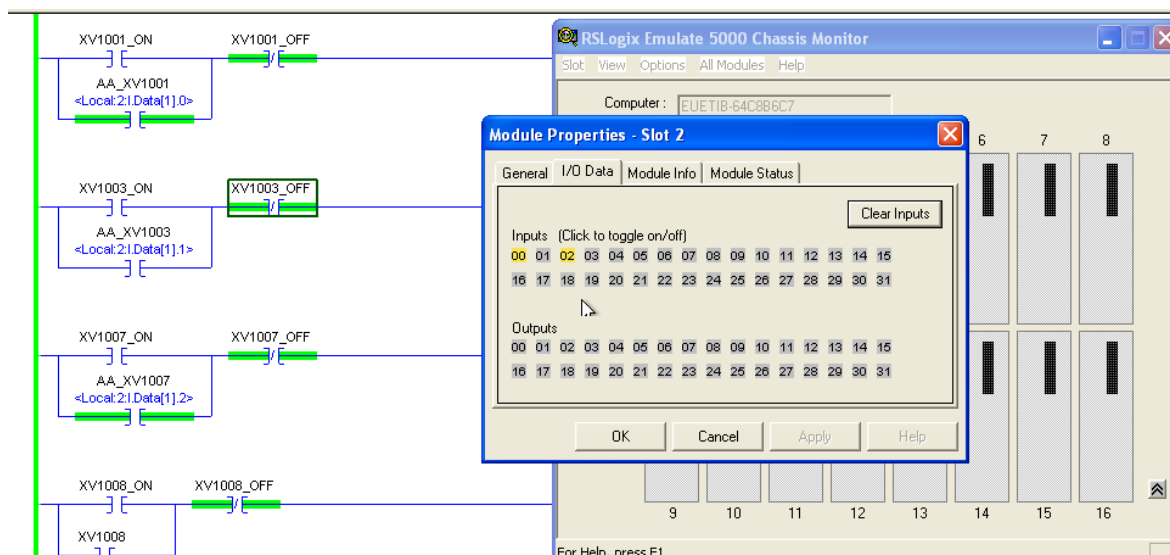 XV1001_ON XV1001_OFF
AA_XV1001
<Local:2:I.Data[1].0>
XV1003_ON XV1003_OFF
AA_XV1003
<Local:2:I.Data[1].1>
XV1007_ON XV1007_OFF
AA_XV1007
<Local:2:I.Data[1].2>
XV1008_ON XV1008_OFF
XV1008
RSLogix Emulate 5000 Chassis Monitor
Slot View Options All Modules Help
Computer : EUETIB-64C8B6C7
6 7 8
9 10 11 12 13 14 15 16
For Help, press F1
Module Properties - Slot 2
General I/O Data Module Info Module Status
Clear Inputs
Inputs (Click to toggle on/off)
00 01 02 03 04 05 06 07 08 09 10 11 12 13 14 15
16 17 18 19 20 21 22 23 24 25 26 27 28 29 30 31
Outputs
00 01 02 03 04 05 06 07 08 09 10 11 12 13 14 15
16 17 18 19 20 21 22 23 24 25 26 27 28 29 30 31
OK Cancel Apply Help